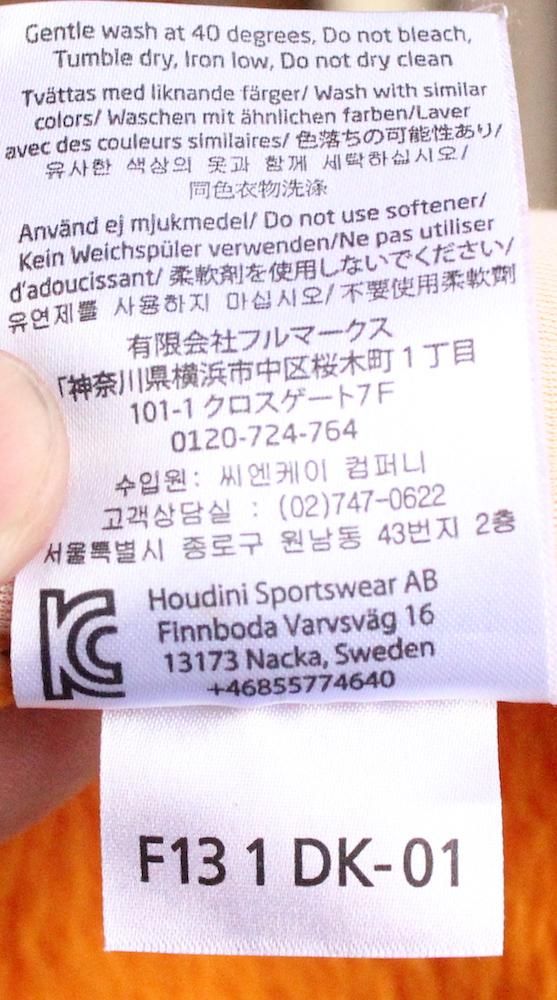 Gentle wash at 40 degrees, Do not bleach,
Tumble dry, Iron low, Do not dry clean
Tvättas med liknande färger/ Wash with similar
colors/ Waschen mit ähnlichen farben/Laver
avec des couleurs similaires/ 色落ちの可能性あり/
유사한 색상의 옷과 함께 세탁하십시오/
同色衣物洗涤
Använd ej mjukmedel/ Do not use softener/
Kein Weichspüler verwenden/Ne pas utiliser
d'adoucissant/ 柔軟剤を使用しないでください/
유연제를 사용하지 마십시오/ 不要使用柔軟劑
有限会社フルマークス
「神奈川県横浜市中区桜木町 1 丁目
101-1 クロスゲート7 F
0120-724-764
수입원: 씨엔케이 컴퍼니
고객상담실 : (02)747-0622
서울특별시 종로구 원남동 43번지 2층
KC
Houdini Sportswear AB
Finnboda Varvsväg 16
13173 Nacka, Sweden
+46855774640
F13 1 DK-01